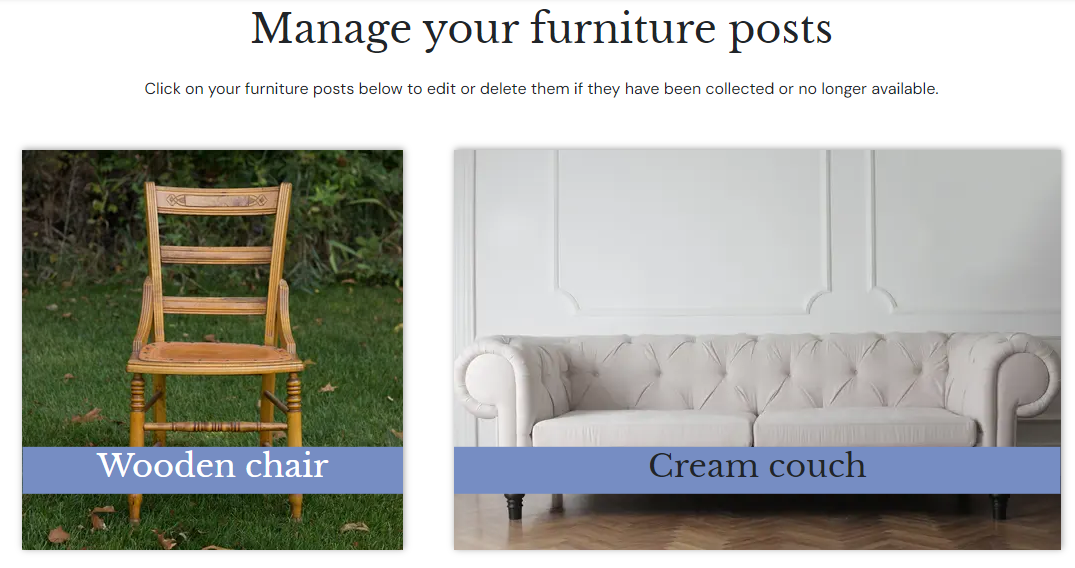 Manage your furniture posts
Click on your furniture posts below to edit or delete them if they have been collected or no longer available.
Wooden chair
Cream couch